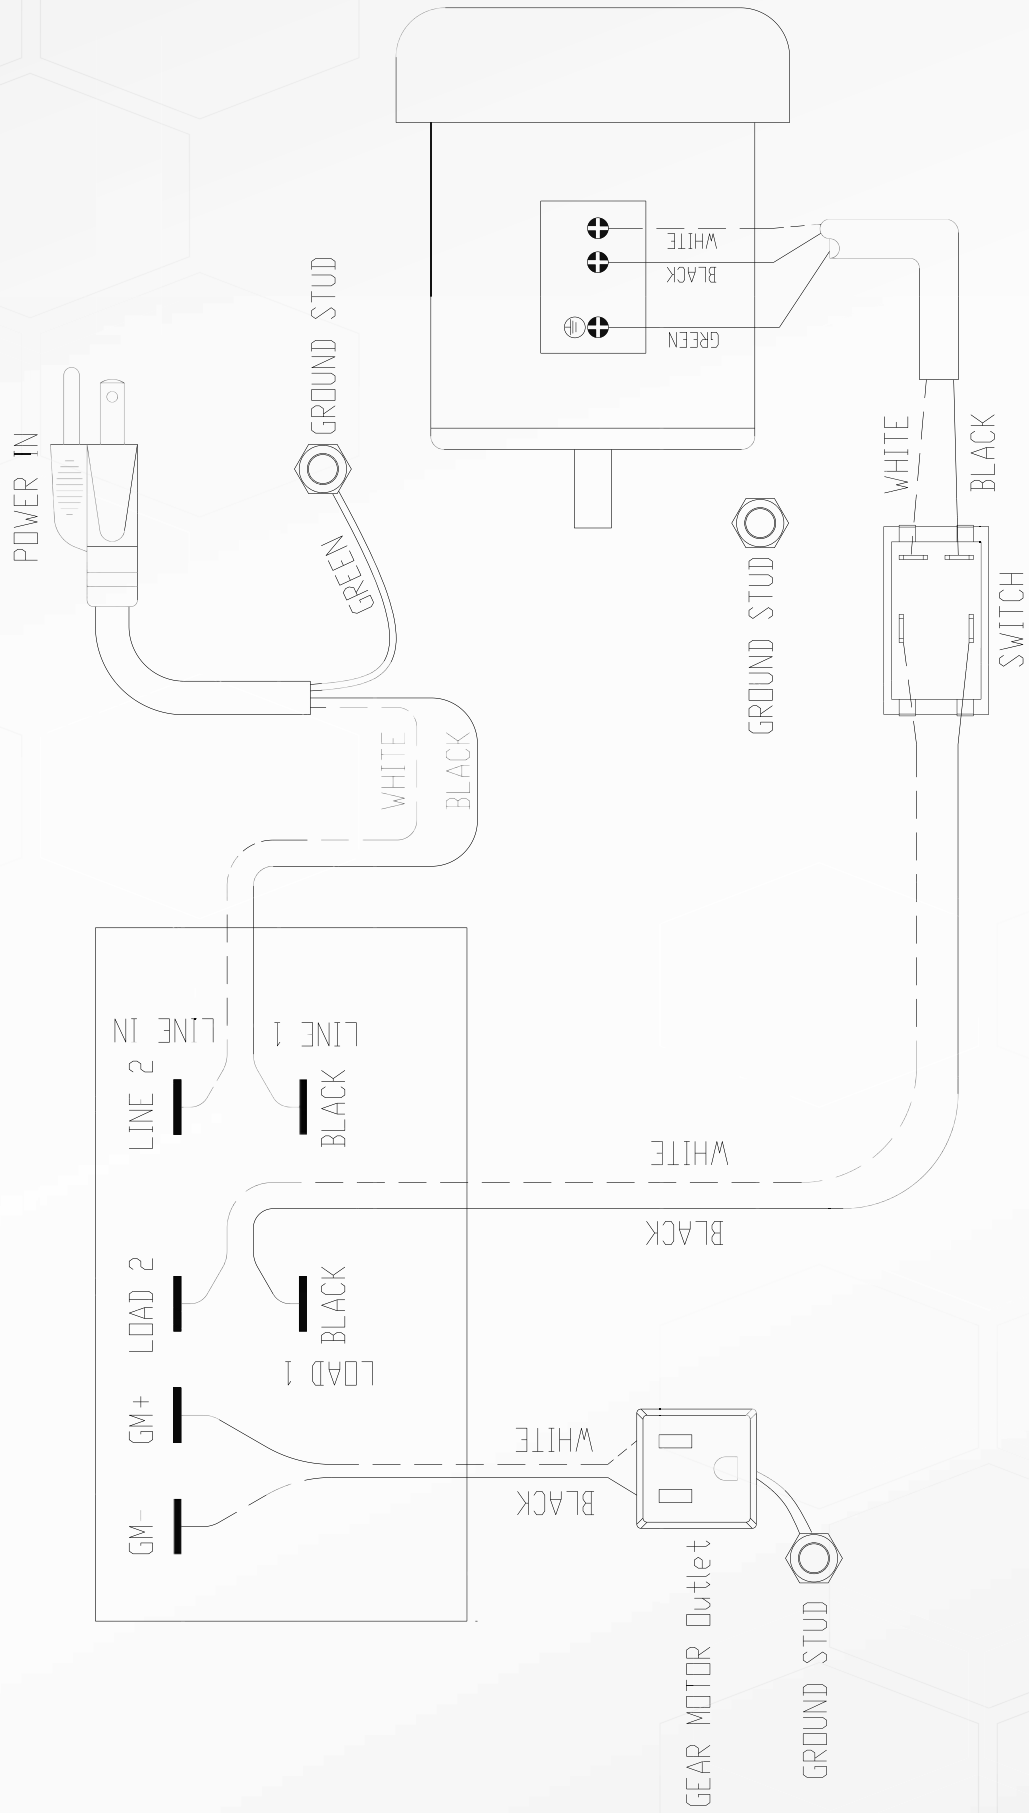 WHITE
BLACK
GREEN
GROUND STUD
POWER IN
GREEN
WHITE
BLACK
GROUND STUD
SWITCH
WHITE
BLACK
LINE IN
LINE 1
LINE 2
BLACK
WHITE
BLACK
LOAD 2
BLACK
LOAD 1
GM+
GM-
WHITE
BLACK
GEAR MOTOR Outlet
GROUND STUD